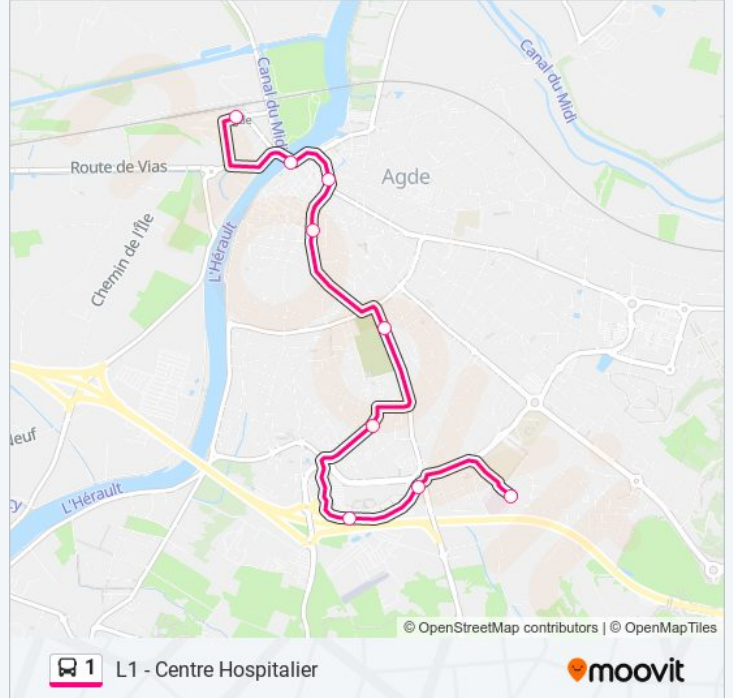 Canal du Midi
Canal du Midi
Route de Vias
Agde
Chemin de l'Île
L'Hérault
L'Hérault
© OpenStreetMap contributors | © OpenMapTiles
1 L1 - Centre Hospitalier
moovit